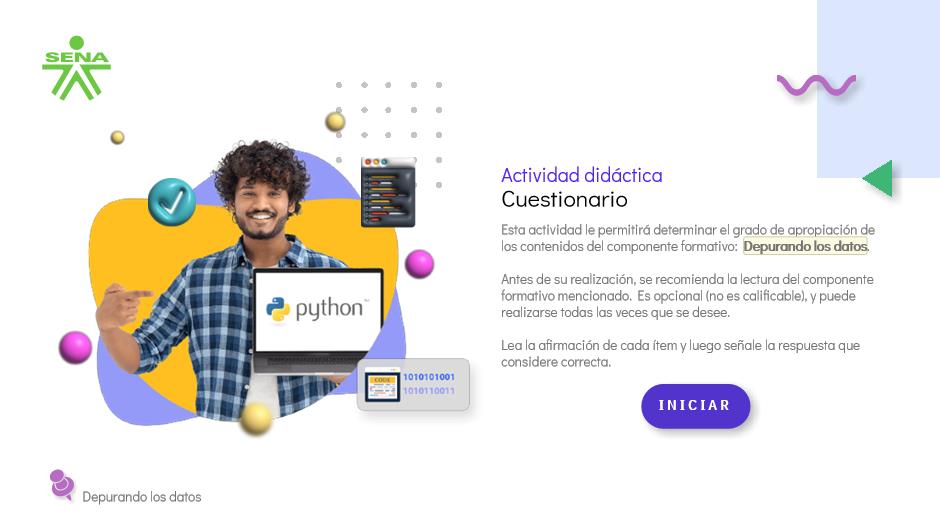 SENA
Actividad didáctica
Cuestionario
Esta actividad le permitirá determinar el grado de apropiación de
los contenidos del componente formativo: Depurando los datos.
Antes de su realización, se recomienda la lectura del componente
formativo mencionado. Es opcional (no es calificable), y puede
realizarse todas las veces que se desee.
Lea la afirmación de cada ítem y luego señale la respuesta que
considere correcta.
INICIAR
python™
CODE
1010101001
1010110011
Depurando los datos